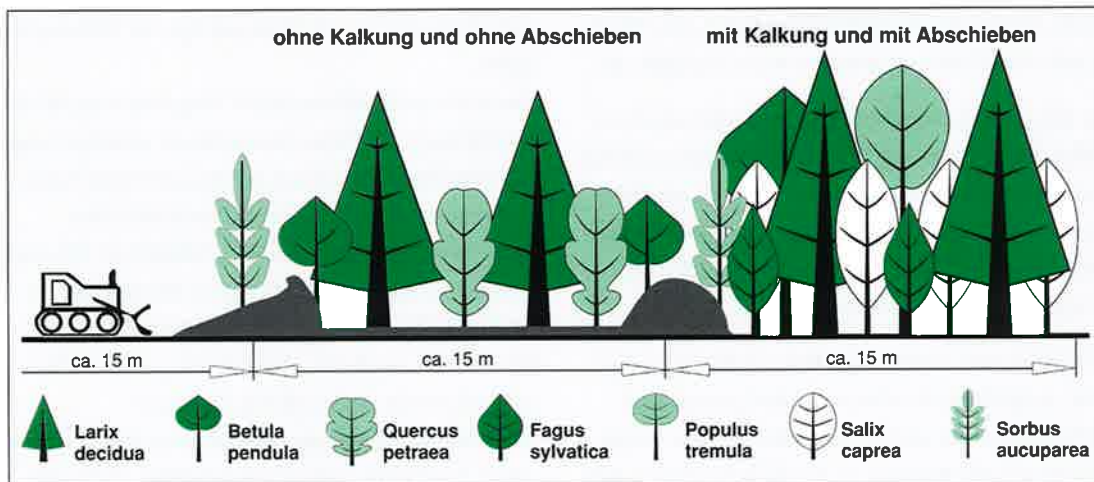 ohne Kalkung und ohne Abschieben
mit Kalkung und mit Abschieben
ca. 15 m
ca. 15 m
ca. 15 m
Larix
decidua
Betula
pendula
Quercus
petraea
Fagus
sylvatica
Populus
tremula
Salix
caprea
Sorbus
aucuparea